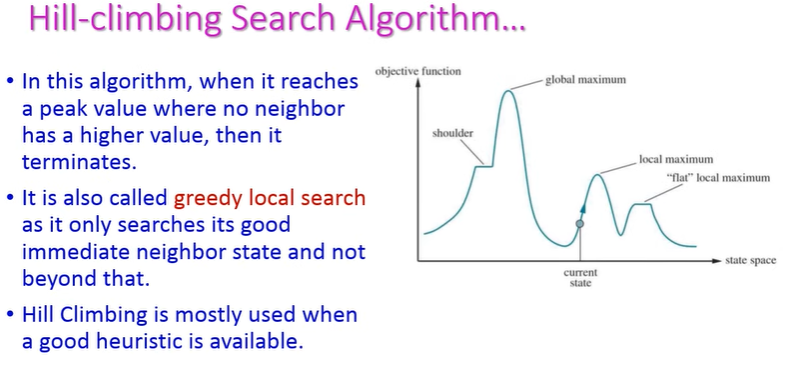 Hill-climbing Search Algorithm...
• In this algorithm, when it reaches
a peak value where no neighbor
has a higher value, then it
terminates.
• It is also called greedy local search
as it only searches its good
immediate neighbor state and not
beyond that.
• Hill Climbing is mostly used when
a good heuristic is available.
objective function
global maximum
shoulder
local maximum
"flat" local maximum
state space
current
state